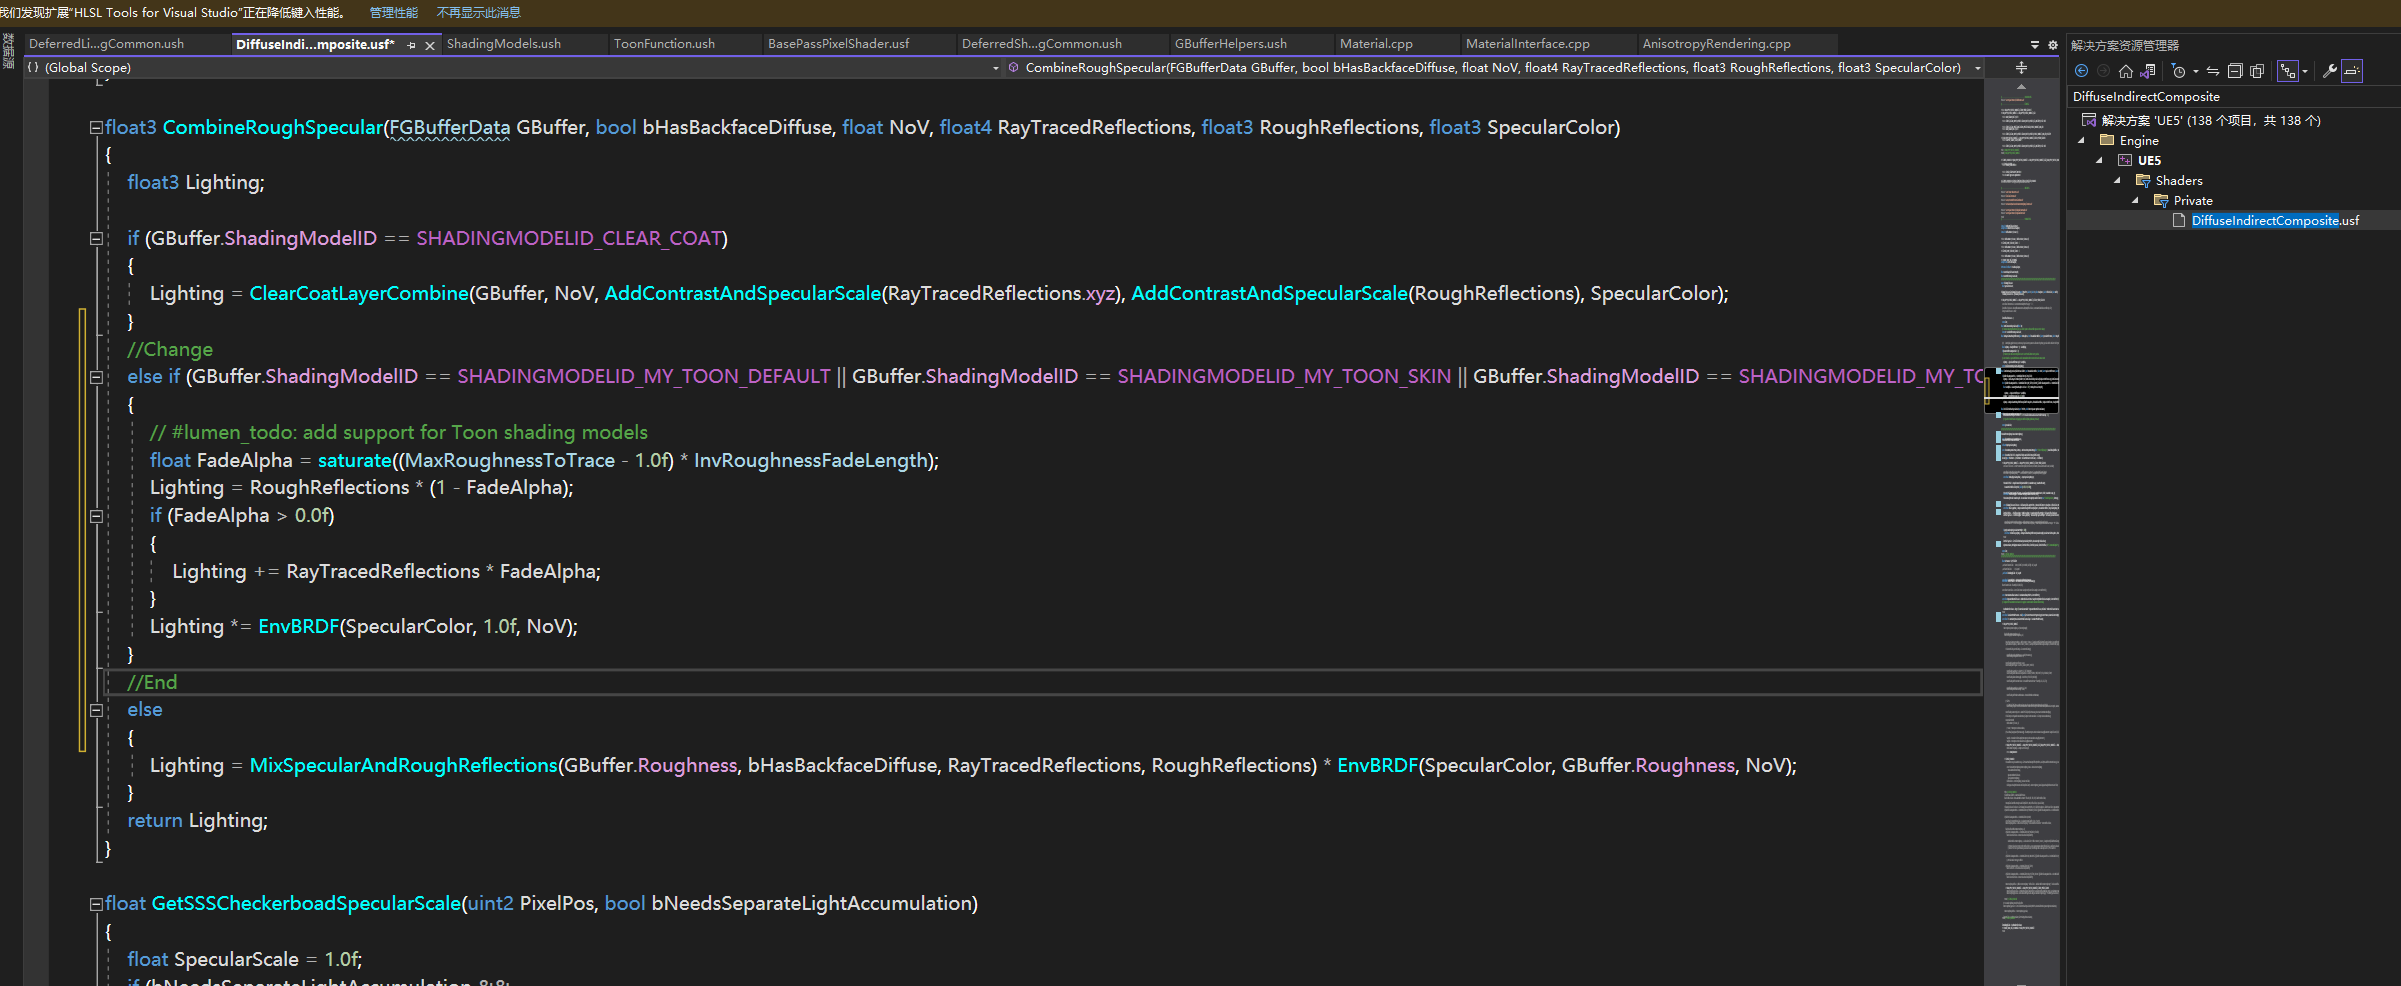 我们发现扩展“HLSL Tools for Visual Studio”正在降低键入性能。 管理性能 不再显示此消息
数据源
DeferredLi...gCommon.ush DiffuseIndi...mposite.usf* ShadingModels.ush ToonFunction.ush BasePassPixelShader.usf DeferredSh...gCommon.ush GBufferHelpers.ush Material.cpp MaterialInterface.cpp AnisotropyRendering.cpp
{} (Global Scope) CombineRoughSpecular(FGBufferData GBuffer, bool bHasBackfaceDiffuse, float NoV, float4 RayTracedReflections, float3 RoughReflections, float3 SpecularColor)
float3 CombineRoughSpecular(FGBufferData GBuffer, bool bHasBackfaceDiffuse, float NoV, float4 RayTracedReflections, float3 RoughReflections, float3 SpecularColor)
{
float3 Lighting;
if (GBuffer.ShadingModelID == SHADINGMODELID_CLEAR_COAT)
{
Lighting = ClearCoatLayerCombine(GBuffer, NoV, AddContrastAndSpecularScale(RayTracedReflections.xyz), AddContrastAndSpecularScale(RoughReflections), SpecularColor);
}
//Change
else if (GBuffer.ShadingModelID == SHADINGMODELID_MY_TOON_DEFAULT || GBuffer.ShadingModelID == SHADINGMODELID_MY_TOON_SKIN || GBuffer.ShadingModelID == SHADINGMODELID_MY_TO
{
// #lumen_todo: add support for Toon shading models
float FadeAlpha = saturate((MaxRoughnessToTrace - 1.0f) * InvRoughnessFadeLength);
Lighting = RoughReflections * (1 - FadeAlpha);
if (FadeAlpha > 0.0f)
{
Lighting += RayTracedReflections * FadeAlpha;
}
Lighting *= EnvBRDF(SpecularColor, 1.0f, NoV);
}
//End
else
{
Lighting = MixSpecularAndRoughReflections(GBuffer.Roughness, bHasBackfaceDiffuse, RayTracedReflections, RoughReflections) * EnvBRDF(SpecularColor, GBuffer.Roughness, NoV);
}
return Lighting;
}
float GetSSSCheckerboadSpecularScale(uint2 PixelPos, bool bNeedsSeparateLightAccumulation)
{
float SpecularScale = 1.0f;
if (bNeedsSeparateLightAccumulation &&
解决方案资源管理器
DiffuseIndirectComposite
解决方案 'UE5' (138 个项目，共 138 个)
Engine
UE5
Shaders
Private
DiffuseIndirectComposite.usf